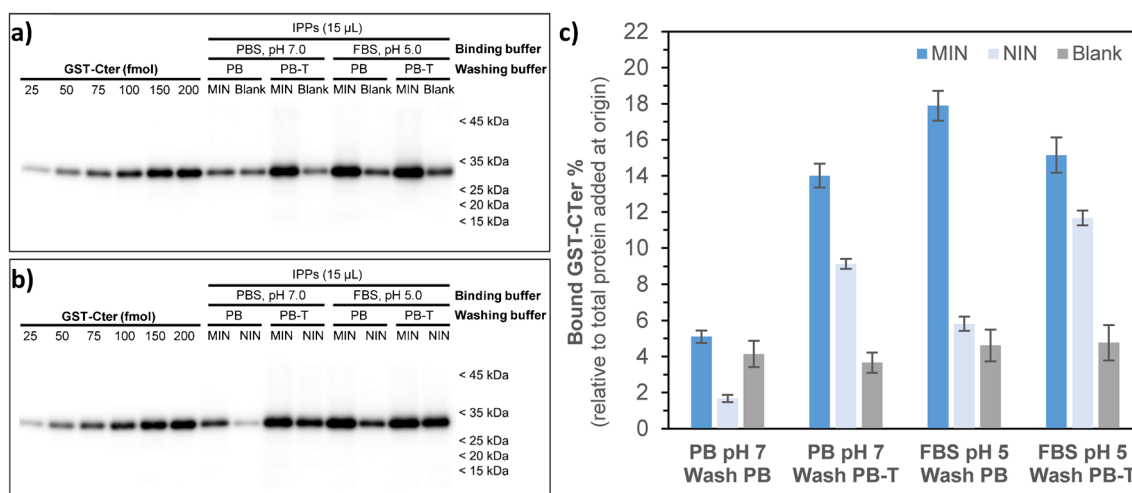 a)
IPPs (15 µL)
PBS, pH 7.0 FBS, pH 5.0 Binding buffer
GST-Cter (fmol) PB PB-T PB PB-T Washing buffer
25 50 75 100 150 200 MIN Blank MIN Blank MIN Blank MIN Blank
< 45 kDa
< 35 kDa
< 25 kDa
< 20 kDa
< 15 kDa
b)
IPPs (15 µL)
PBS, pH 7.0 FBS, pH 5.0 Binding buffer
GST-Cter (fmol) PB PB-T PB PB-T Washing buffer
25 50 75 100 150 200 MIN NIN MIN NIN MIN NIN MIN NIN
< 45 kDa
< 35 kDa
< 25 kDa
< 20 kDa
< 15 kDa
c)
Bound GST-CTer %
(relative to total protein added at origin)
22
20
18
16
14
12
10
8
6
4
2
0
MIN NIN Blank
PB pH 7 PB pH 7 FBS pH 5 FBS pH 5
Wash PB Wash PB-T Wash PB Wash PB-T